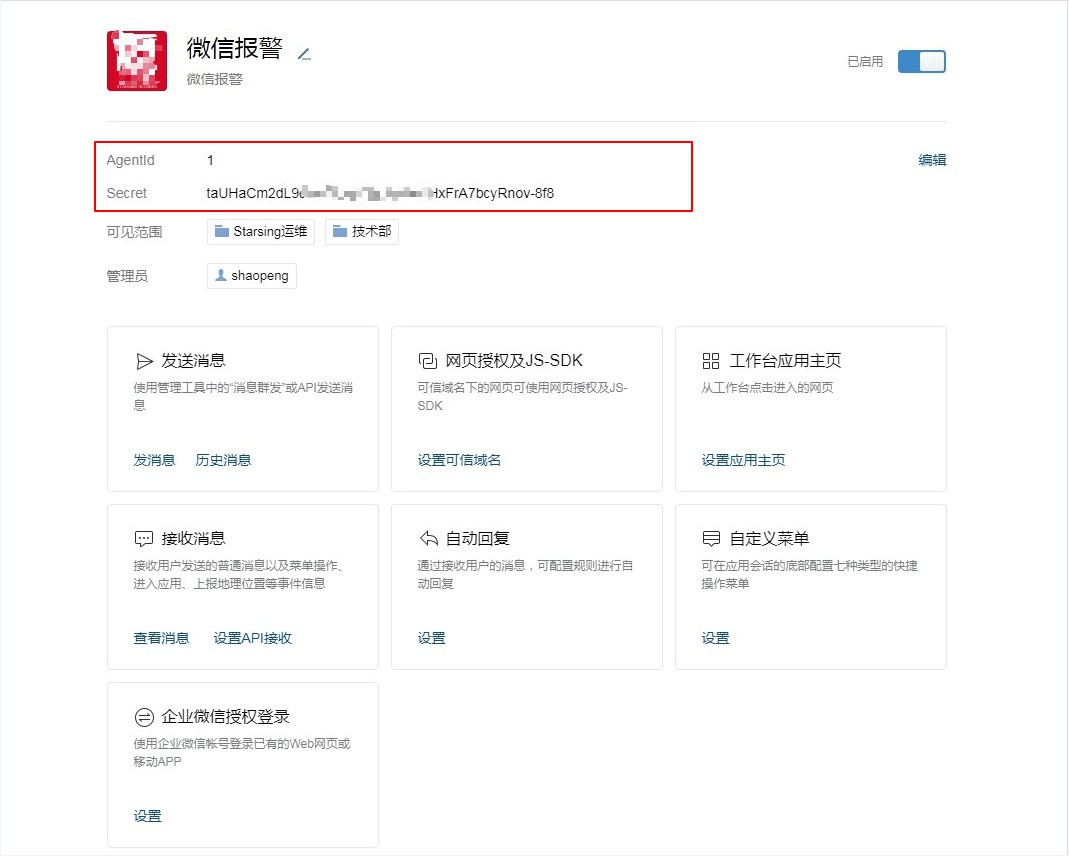 微信报警
微信报警
已启用
AgentId 1
编辑
Secret taUHaCm2dL9 HxFrA7bcyRnov-8f8
可见范围 Starsing运维 技术部
管理员 shaopeng
发送消息
使用管理工具中的“消息群发”或API发送消
息
发消息 历史消息
网页授权及JS-SDK
可信域名下的网页可使用网页授权及JS-
SDK
设置可信域名
工作台应用主页
从工作台点击进入的网页
设置应用主页
接收消息
接收用户发送的普通消息以及菜单操作、
进入应用、上报地理位置等事件信息
查看消息 设置API接收
自动回复
通过接收用户的消息，可配置规则进行自
动回复
设置
自定义菜单
可在应用会话的底部配置七种类型的快捷
操作菜单
设置
企业微信授权登录
使用企业微信帐号登录已有的Web网页或
移动APP
设置